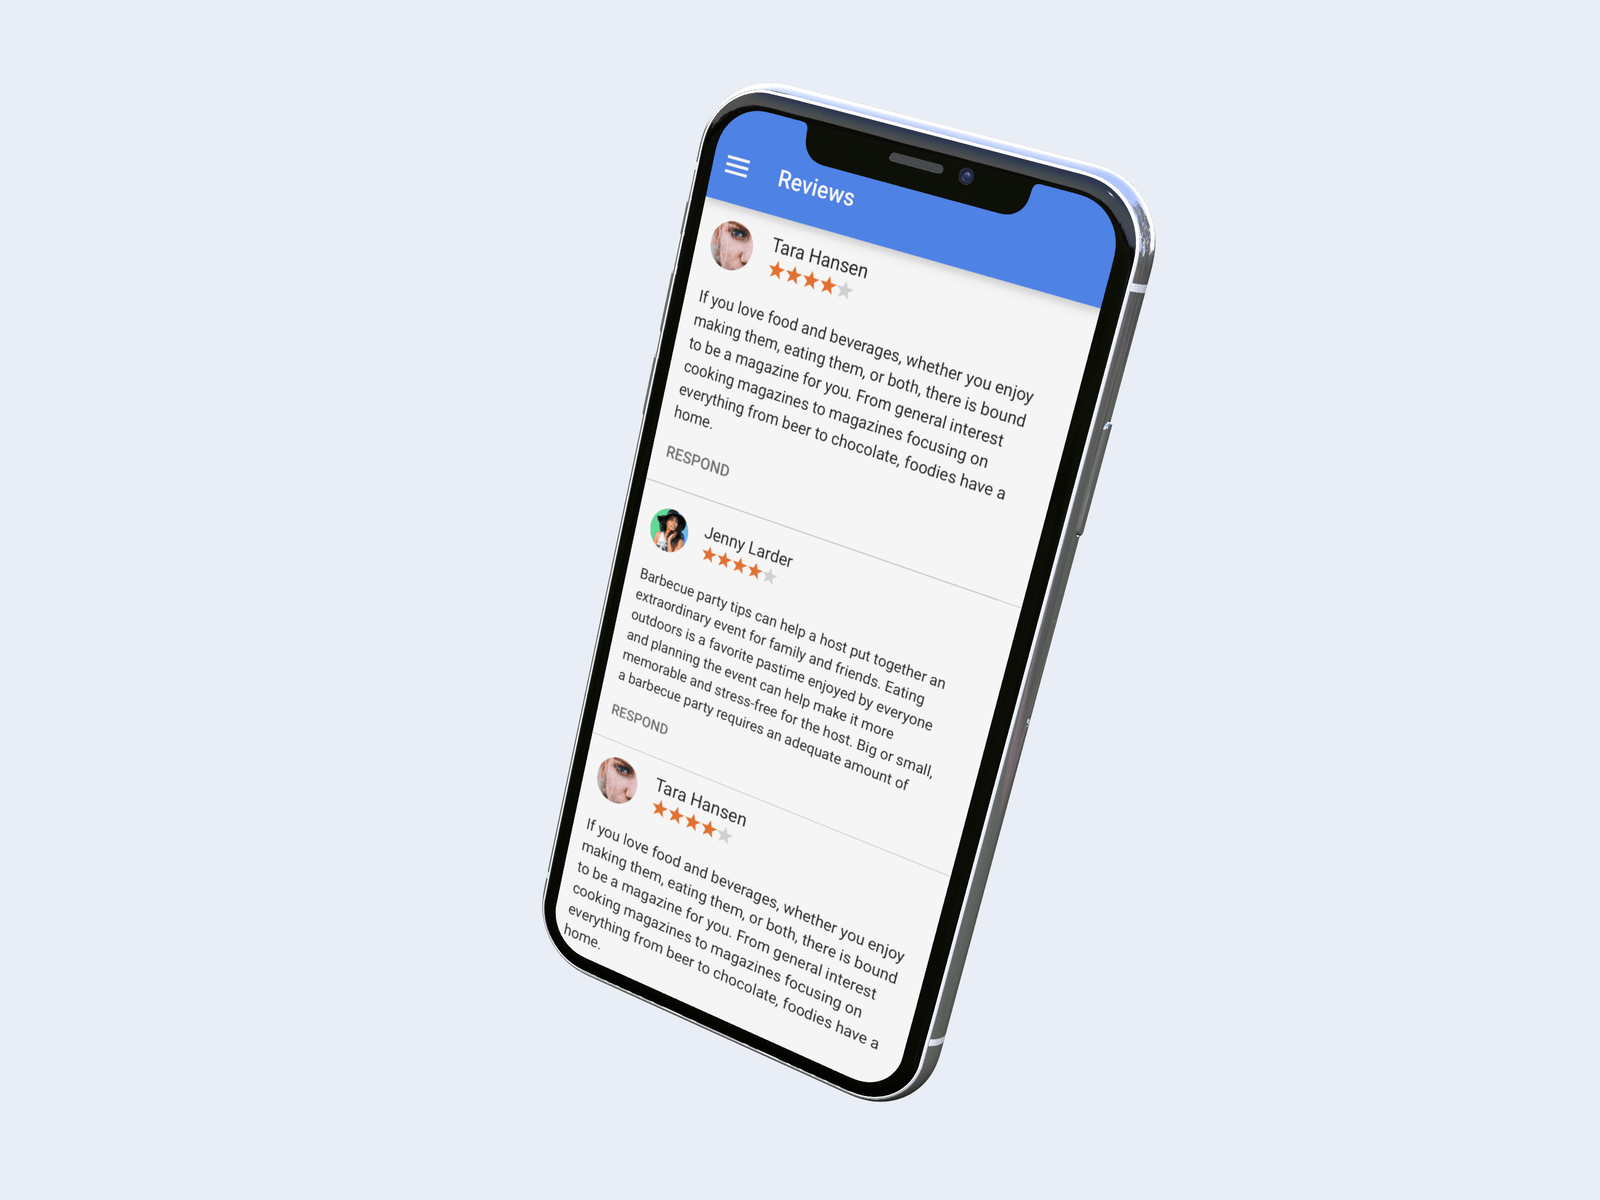 Reviews
Tara Hansen
If you love food and beverages, whether you enjoy
making them, eating them, or both, there is bound
to be a magazine for you. From general interest
cooking magazines to magazines focusing on
everything from beer to chocolate, foodies have a
home.
RESPOND
Jenny Larder
Barbecue party tips can help a host put together an
extraordinary event for family and friends. Eating
outdoors is a favorite pastime enjoyed by everyone
and planning the event can help make it more
memorable and stress-free for the host. Big or small,
a barbecue party requires an adequate amount of
RESPOND
Tara Hansen
If you love food and beverages, whether you enjoy
making them, eating them, or both, there is bound
to be a magazine for you. From general interest
cooking magazines to magazines focusing on
everything from beer to chocolate, foodies have a
home.